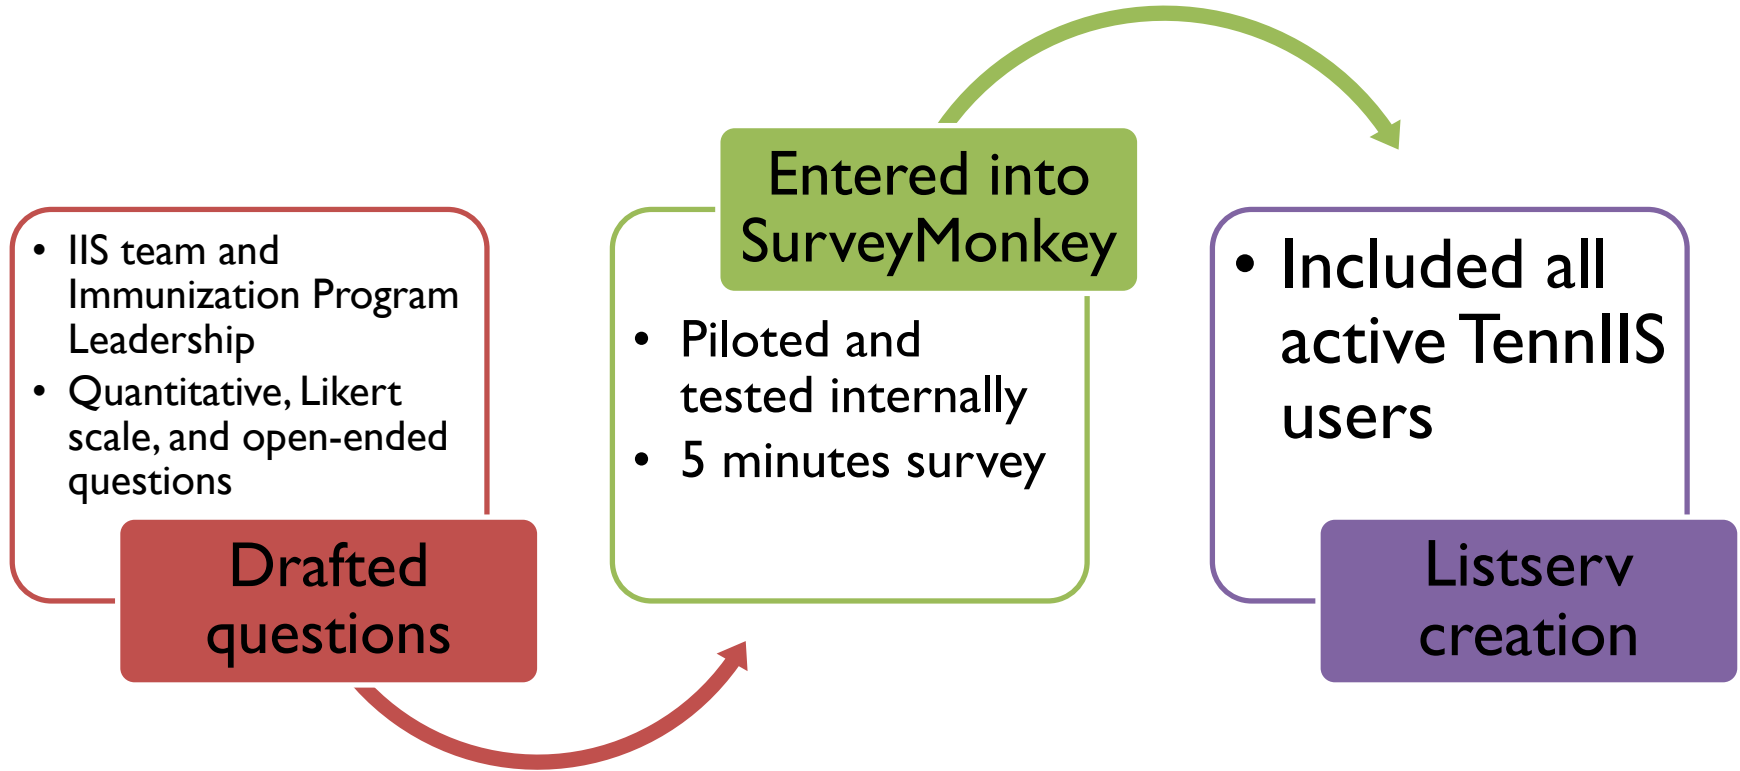 • IIS team and
Immunization Program
Leadership
• Quantitative, Likert
scale, and open-ended
questions
Drafted
questions
Entered into
SurveyMonkey
• Piloted and
tested internally
• 5 minutes survey
• Included all
active TennIIS
users
Listserv
creation